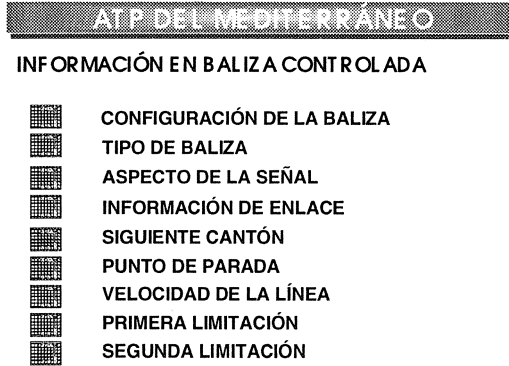 ATP DEL MEDITERRÁNEO
INFORMACIÓN EN BALIZA CONTROLADA
CONFIGURACIÓN DE LA BALIZA
TIPO DE BALIZA
ASPECTO DE LA SEÑAL
INFORMACIÓN DE ENLACE
SIGUIENTE CANTÓN
PUNTO DE PARADA
VELOCIDAD DE LA LÍNEA
PRIMERA LIMITACIÓN
SEGUNDA LIMITACIÓN